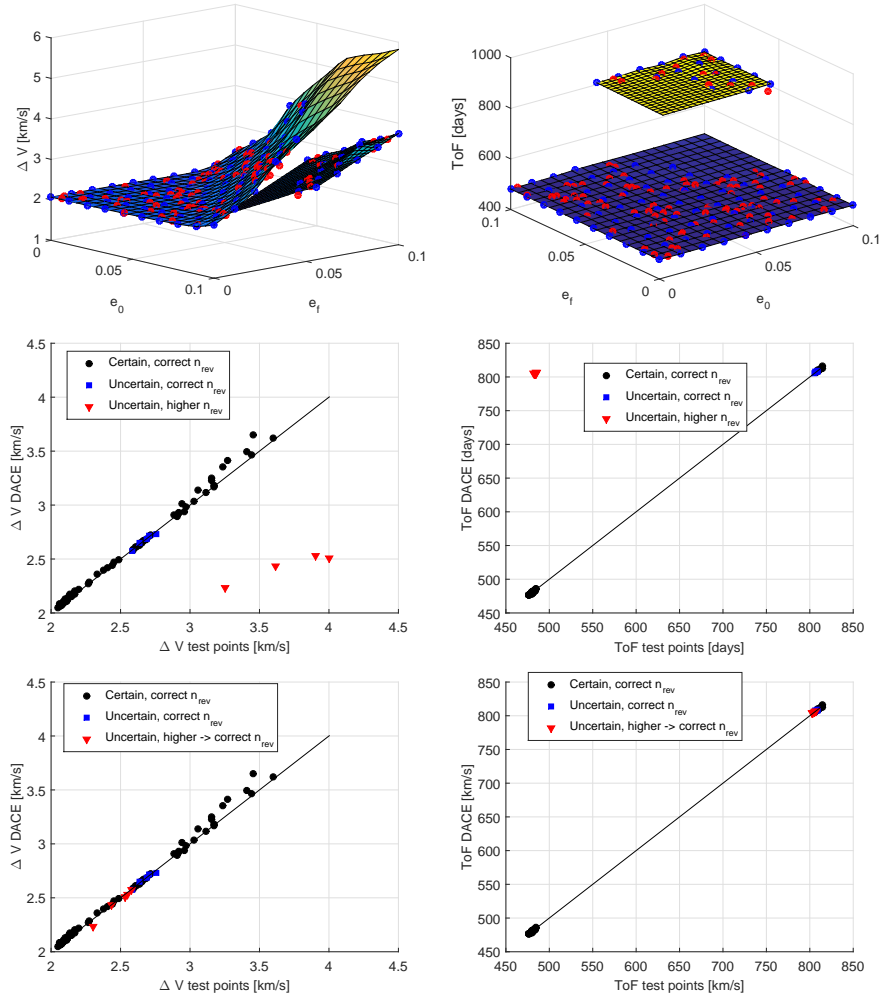 6
5
4
3
2
1
Δ V [km/s]
0
0.05
0.1
e0
0
0.05
0.1
ef
1000
800
600
400
ToF [days]
0.1
0.05
0
ef
0
0.05
0.1
e0
4.5
4
3.5
3
2.5
2
Δ V DACE [km/s]
Certain, correct nrev
Uncertain, correct nrev
Uncertain, higher nrev
2 2.5 3 3.5 4 4.5
Δ V test points [km/s]
850
800
750
700
650
600
550
500
450
ToF DACE [days]
Certain, correct nrev
Uncertain, correct nrev
Uncertain, higher nrev
450 500 550 600 650 700 750 800 850
ToF test points [days]
4.5
4
3.5
3
2.5
2
Δ V DACE [km/s]
Certain, correct nrev
Uncertain, correct nrev
Uncertain, higher -> correct nrev
2 2.5 3 3.5 4 4.5
Δ V test points [km/s]
850
800
750
700
650
600
550
500
450
ToF DACE [km/s]
Certain, correct nrev
Uncertain, correct nrev
Uncertain, higher -> correct nrev
450 500 550 600 650 700 750 800 850
ToF test points [km/s]